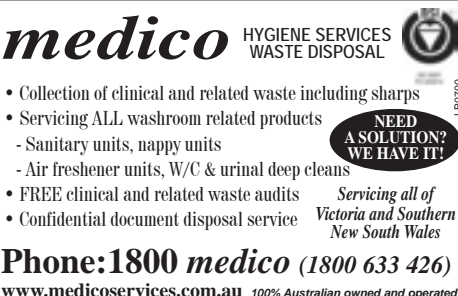 medico HYGIENE SERVICES
WASTE DISPOSAL
• Collection of clinical and related waste including sharps
• Servicing ALL washroom related products
- Sanitary units, nappy units
- Air freshener units, W/C & urinal deep cleans
• FREE clinical and related waste audits
• Confidential document disposal service
NEED
A SOLUTION?
WE HAVE IT!
Servicing all of
Victoria and Southern
New South Wales
Phone:1800 medico (1800 633 426)
www.medicoservices.com.au 100% Australian owned and operated